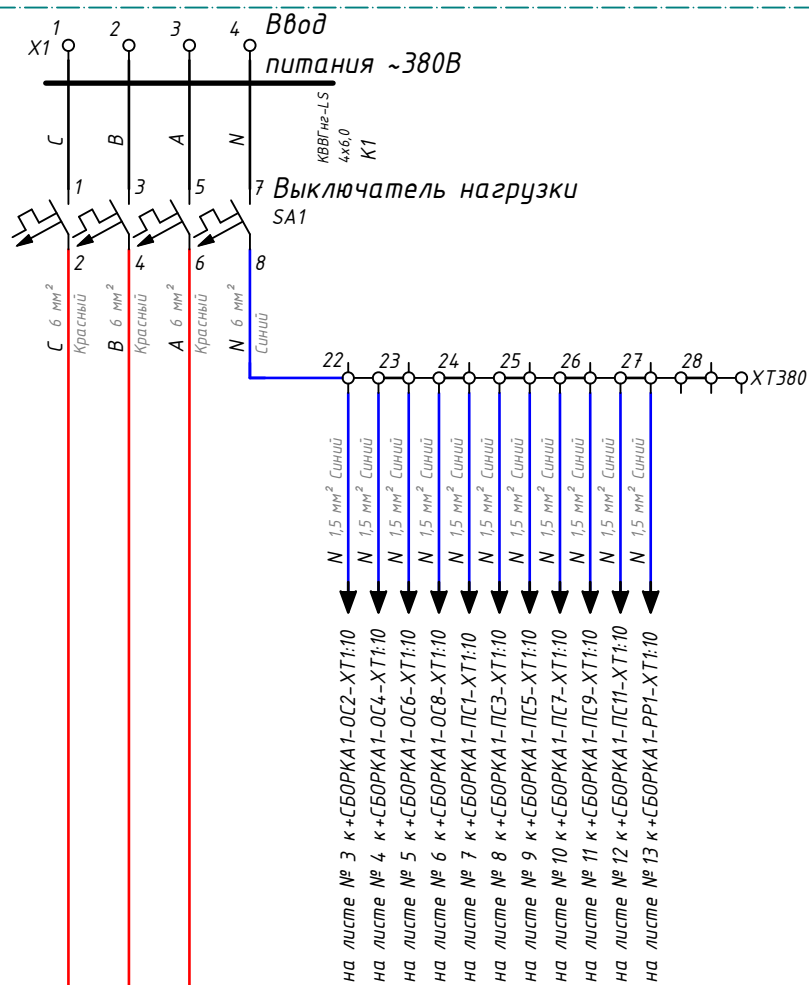 1 2 3 4 Ввод
X1
питания ~380В
C B A N
КВВГнг-LS
4x6,0
K1
1 3 5 7 Выключатель нагрузки
SA1
2 4 6 8
C 6 мм² Красный
B 6 мм² Красный
A 6 мм² Красный
N 6 мм² Синий
22 23 24 25 26 27 28 XT380
N 1,5 мм² Синий
N 1,5 мм² Синий
N 1,5 мм² Синий
N 1,5 мм² Синий
N 1,5 мм² Синий
N 1,5 мм² Синий
N 1,5 мм² Синий
N 1,5 мм² Синий
N 1,5 мм² Синий
N 1,5 мм² Синий
N 1,5 мм² Синий
на листе № 3 к +СБОРКА1-ОС2-XT1:10
на листе № 4 к +СБОРКА1-ОС4-XT1:10
на листе № 5 к +СБОРКА1-ОС6-XT1:10
на листе № 6 к +СБОРКА1-ОС8-XT1:10
на листе № 7 к +СБОРКА1-ПС1-XT1:10
на листе № 8 к +СБОРКА1-ПС3-XT1:10
на листе № 9 к +СБОРКА1-ПС5-XT1:10
на листе № 10 к +СБОРКА1-ПС7-XT1:10
на листе № 11 к +СБОРКА1-ПС9-XT1:10
на листе № 12 к +СБОРКА1-ПС11-XT1:10
на листе № 13 к +СБОРКА1-РР1-XT1:10